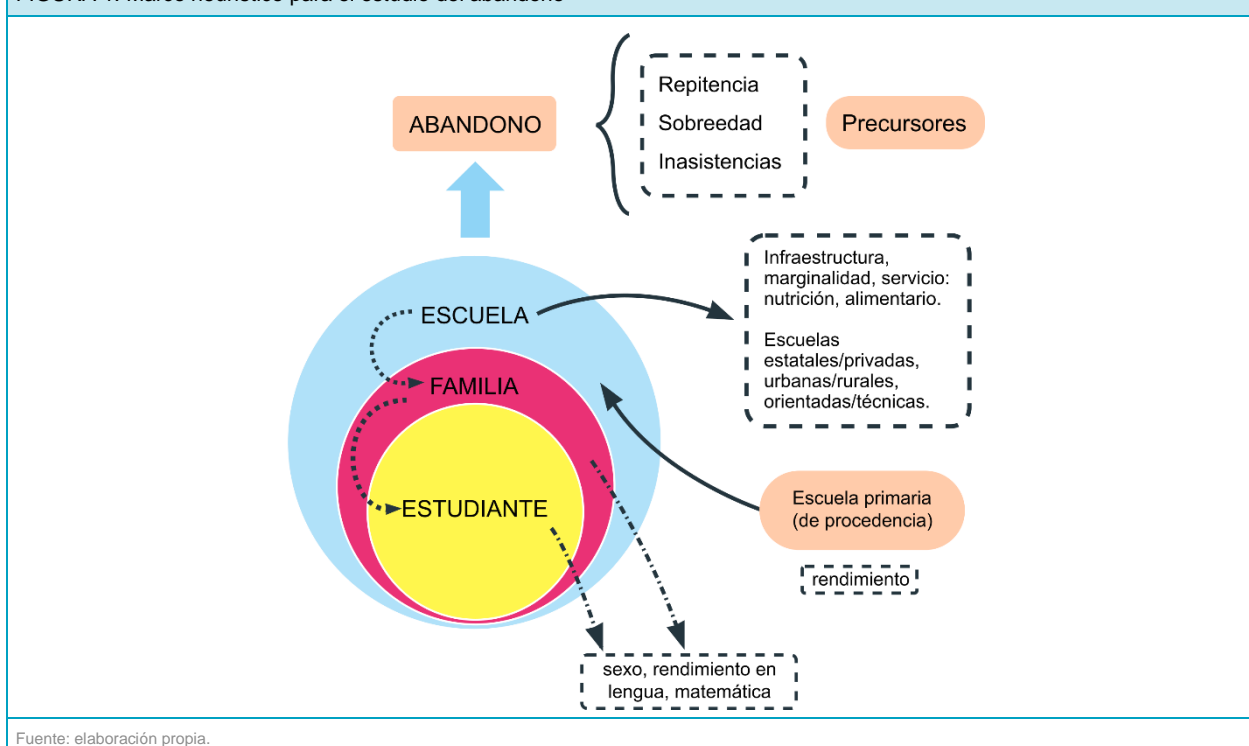 ABANDONO
Repitencia
Sobreedad
Inasistencias
Precursores
ESCUELA
FAMILIA
ESTUDIANTE
Infraestructura,
marginalidad, servicio:
nutrición, alimentario.
Escuelas
estatales/privadas,
urbanas/rurales,
orientadas/técnicas.
Escuela primaria
(de procedencia)
rendimiento
sexo, rendimiento en
lengua, matemática
Fuente: elaboración propia.